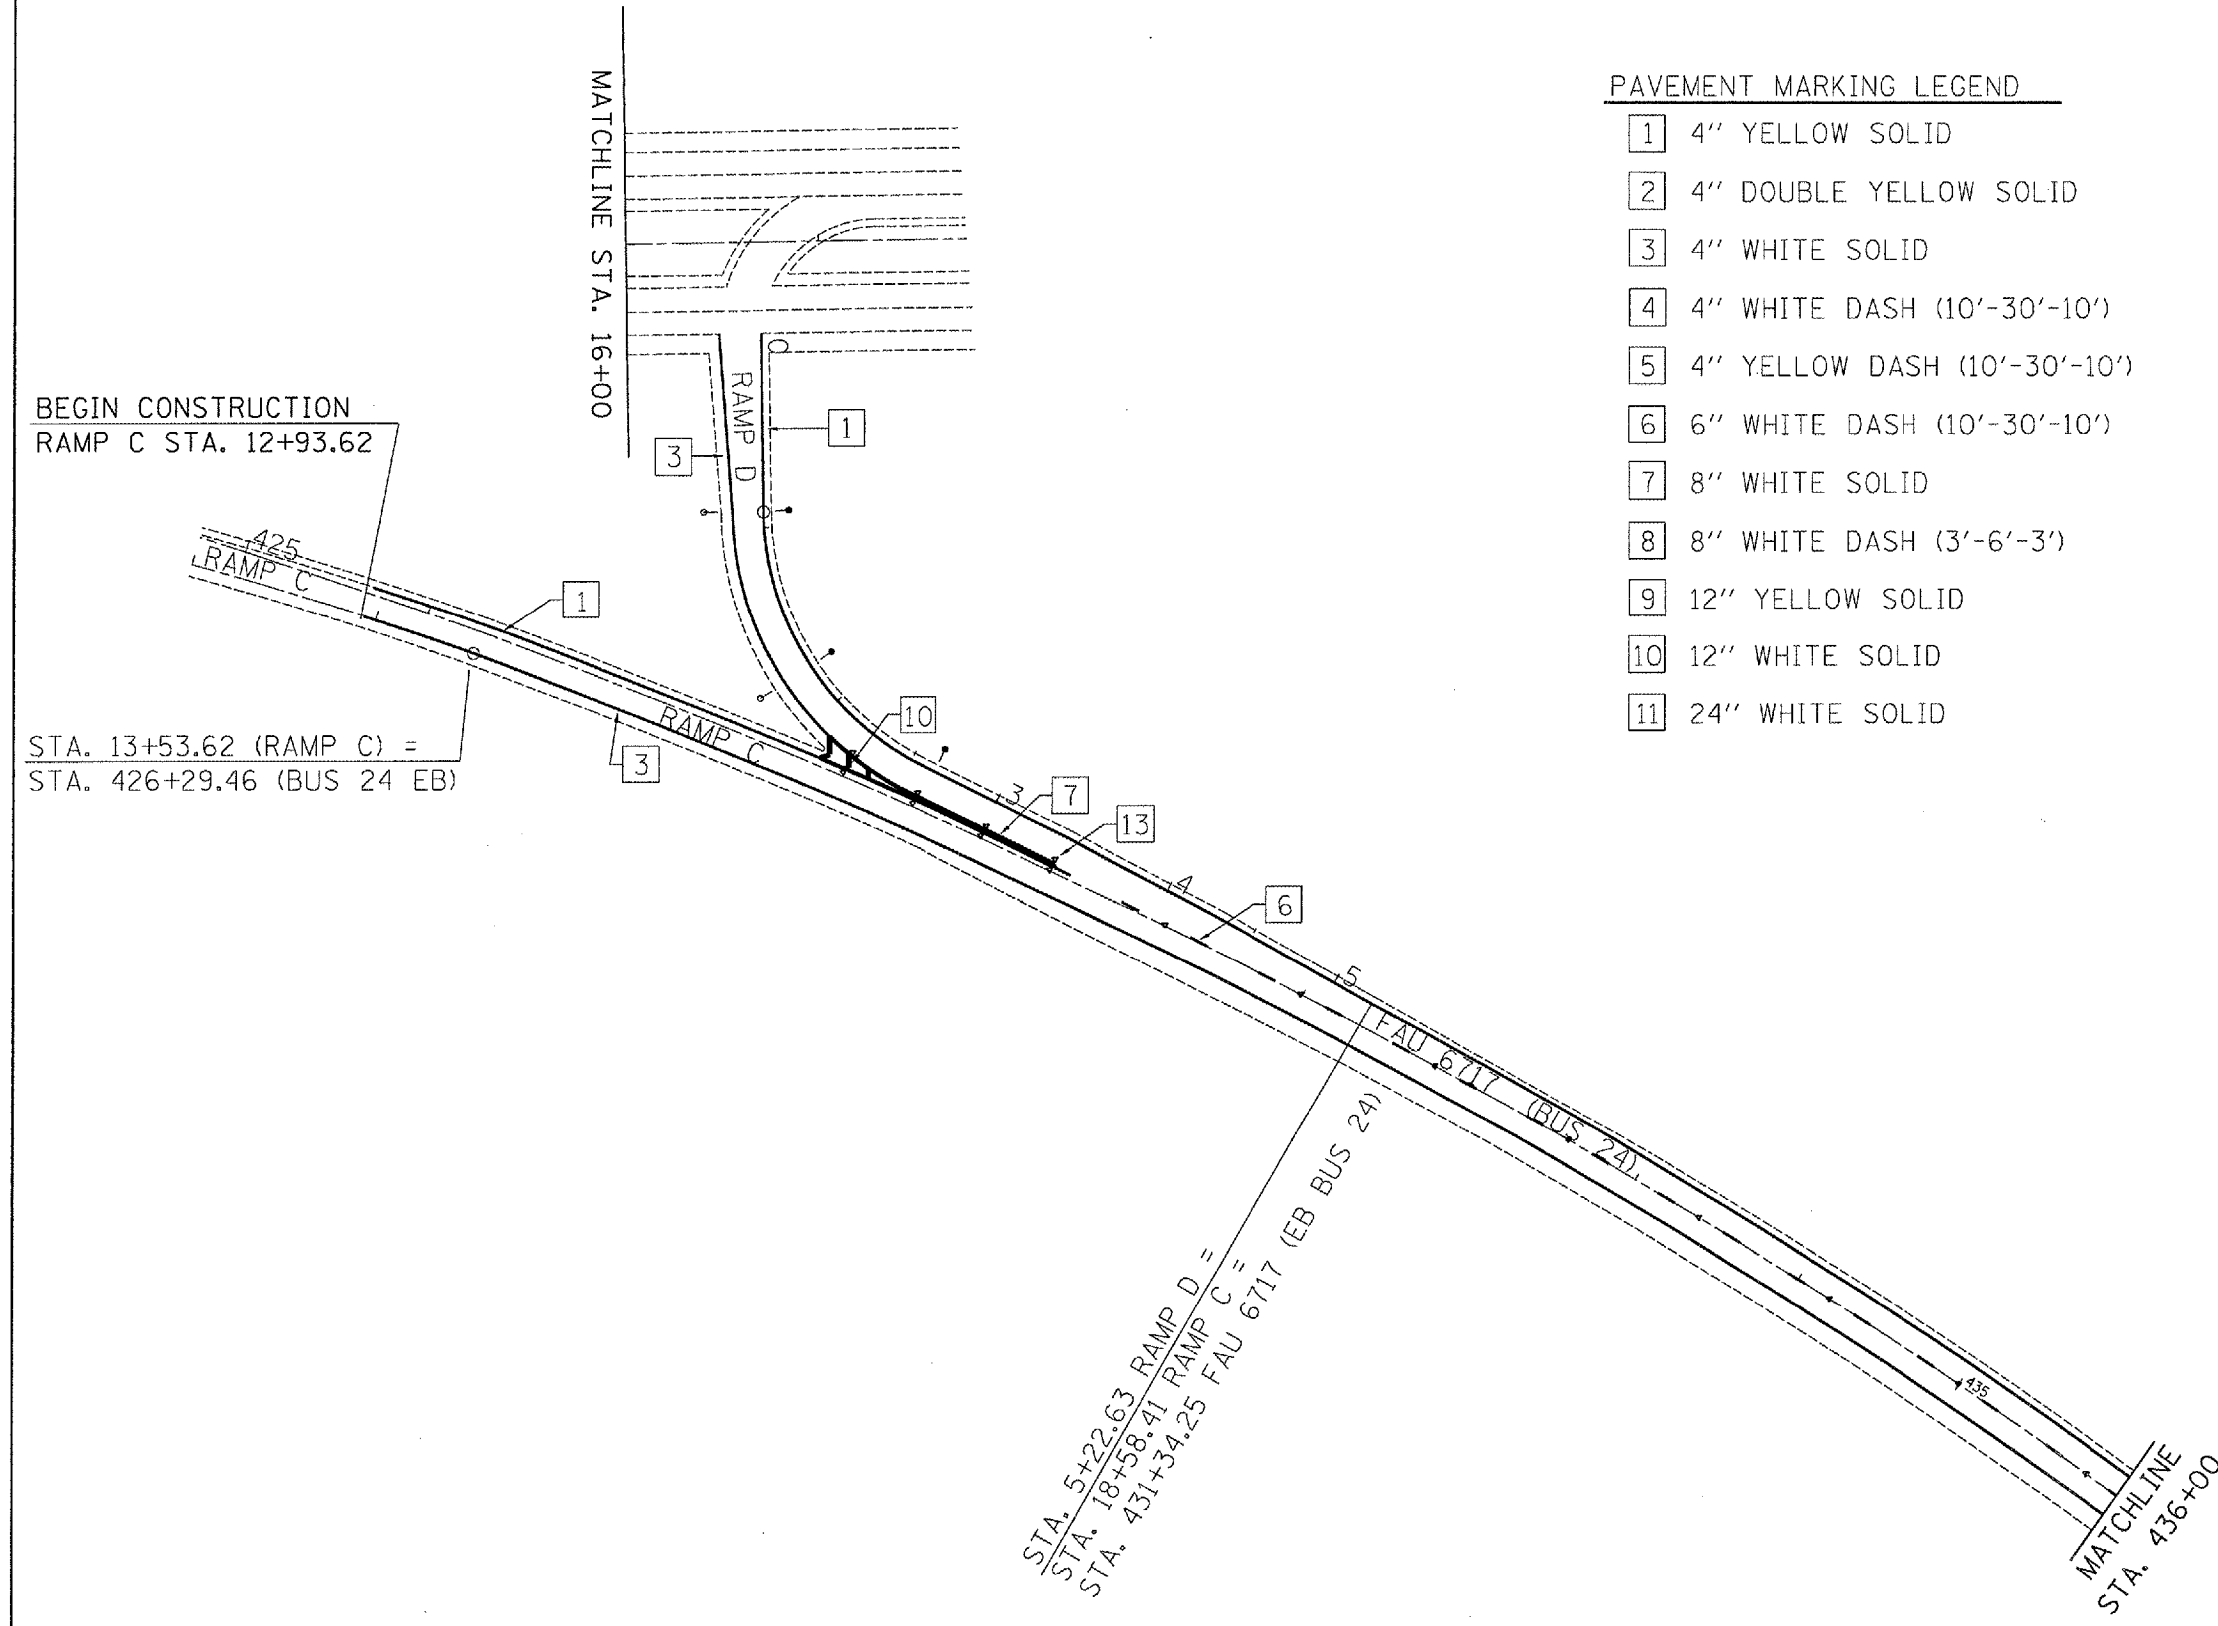 PAVEMENT MARKING LEGEND
1 4" YELLOW SOLID
2 4" DOUBLE YELLOW SOLID
3 4" WHITE SOLID
4 4" WHITE DASH (10'-30'-10')
5 4" YELLOW DASH (10'-30'-10')
6 6" WHITE DASH (10'-30'-10')
7 8" WHITE SOLID
8 8" WHITE DASH (3'-6'-3')
9 12" YELLOW SOLID
10 12" WHITE SOLID
11 24" WHITE SOLID
MATCHLINE STA. 16+00
BEGIN CONSTRUCTION
RAMP C STA. 12+93.62
RAMP D
1
3
425
RAMP C
1
STA. 13+53.62 (RAMP C) =
STA. 426+29.46 (BUS 24 EB)
3
RAMP C
10
3
7
13
4
6
5
FAU 6717 (BUS 24)
STA. 5+22.63 RAMP D =
STA. 18+58.41 RAMP C =
STA. 431+34.25 FAU 6717 (EB BUS 24)
435
MATCHLINE
STA. 436+00